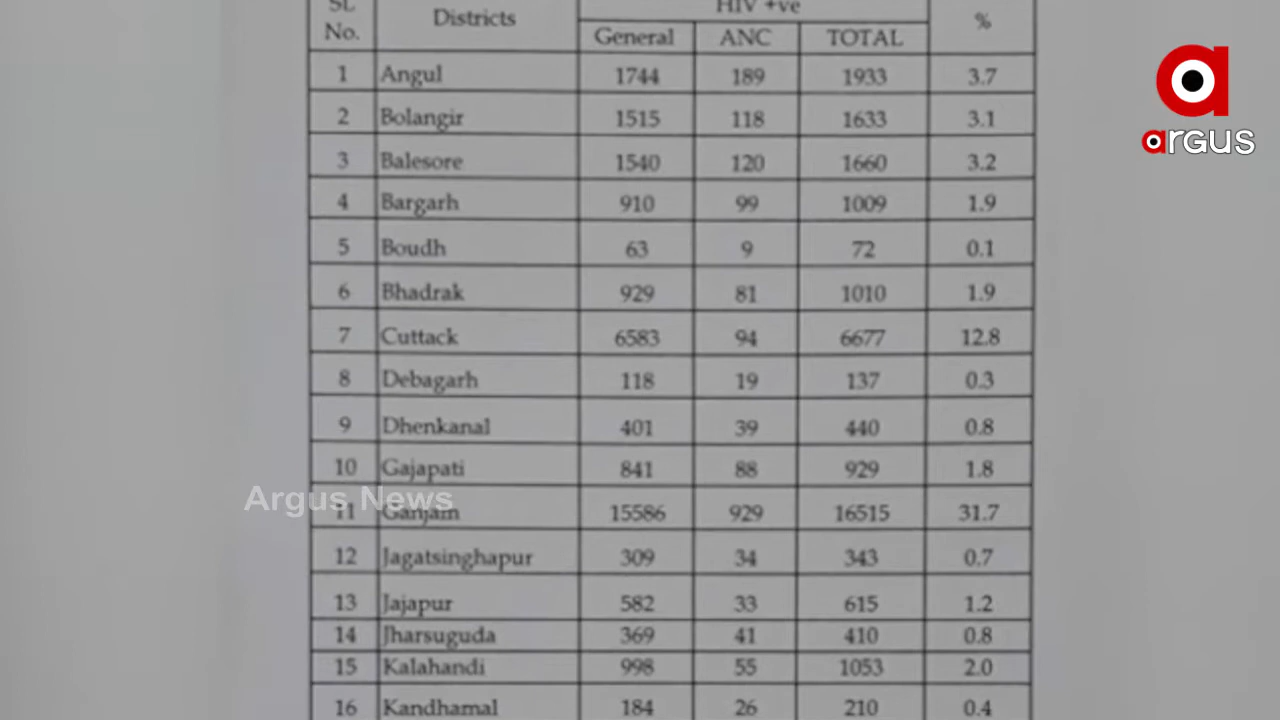 SL No. Districts HIV +ve %
General ANC TOTAL
1 Angul 1744 189 1933 3.7
2 Bolangir 1515 118 1633 3.1
3 Balesore 1540 120 1660 3.2
4 Bargarh 910 99 1009 1.9
5 Boudh 63 9 72 0.1
6 Bhadrak 929 81 1010 1.9
7 Cuttack 6583 94 6677 12.8
8 Debagarh 118 19 137 0.3
9 Dhenkanal 401 39 440 0.8
10 Gajapati 841 88 929 1.8
11 Ganjam 15586 929 16515 31.7
12 Jagatsinghapur 309 34 343 0.7
13 Jajapur 582 33 615 1.2
14 Jharsuguda 369 41 410 0.8
15 Kalahandi 998 55 1053 2.0
16 Kandhamal 184 26 210 0.4
Argus News
argus